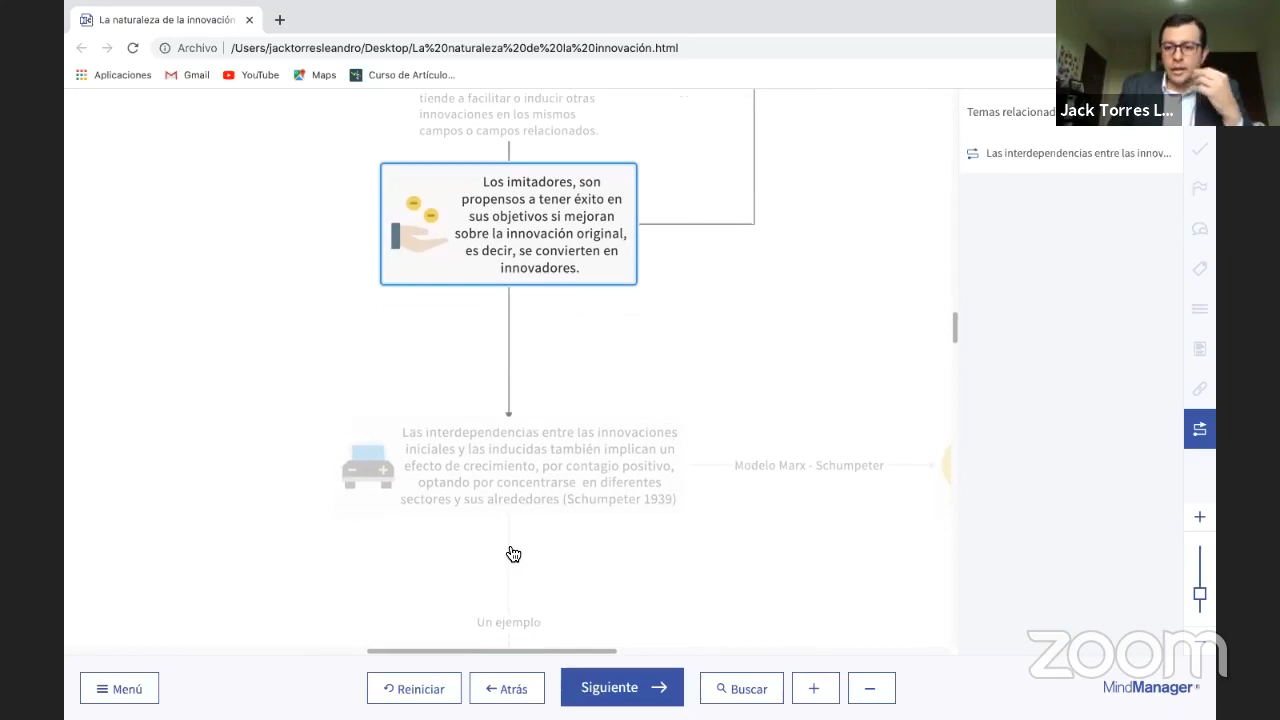 La naturaleza de la innovación
Archivo
/Users/jacktorresleandro/Desktop/La%20naturaleza%20de%20la%20innovación.html
Aplicaciones
Gmail
YouTube
Maps
Curso de Artículo...
Jack Torres L...
tiende a facilitar o inducir otras
innovaciones en los mismos
campos o campos relacionados.
Los imitadores, son
propensos a tener éxito en
sus objetivos si mejoran
sobre la innovación original,
es decir, se convierten en
innovadores.
Las interdependencias entre las innovaciones
iniciales y las inducidas también implican un
efecto de crecimiento, por contagio positivo,
optando por concentrarse en diferentes
sectores y sus alrededores (Schumpeter 1939)
Modelo Marx - Schumpeter
Un ejemplo
Temas relacionad
Las interdependencias entre las innov...
Menú
Reiniciar
Atrás
Siguiente
Buscar
zoom
MindManager